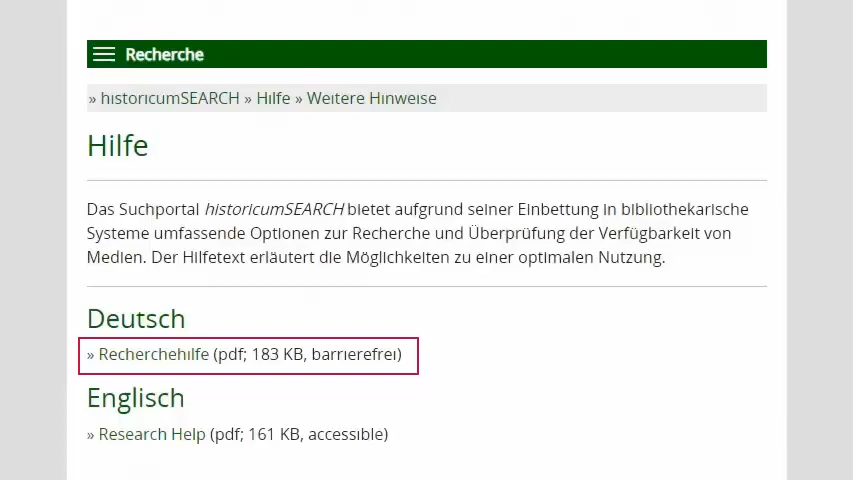 Recherche
» historicumSEARCH » Hilfe » Weitere Hinweise
Hilfe
Das Suchportal historicumSEARCH bietet aufgrund seiner Einbettung in bibliothekarische
Systeme umfassende Optionen zur Recherche und Überprüfung der Verfügbarkeit von
Medien. Der Hilfetext erläutert die Möglichkeiten zu einer optimalen Nutzung.
Deutsch
» Recherchehilfe (pdf; 183 KB, barrierefrei)
Englisch
» Research Help (pdf; 161 KB, accessible)